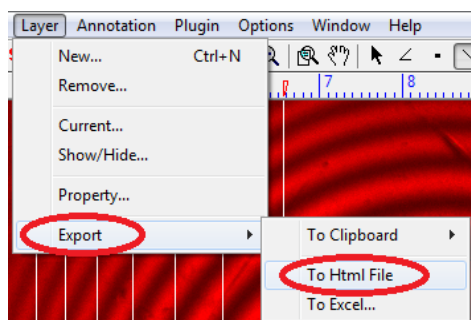 Layer Annotation Plugin Options Window Help
New... Ctrl+N
Remove...
7 8
Current...
Show/Hide...
Property...
Export
To Clipboard
To Html File
To Excel...